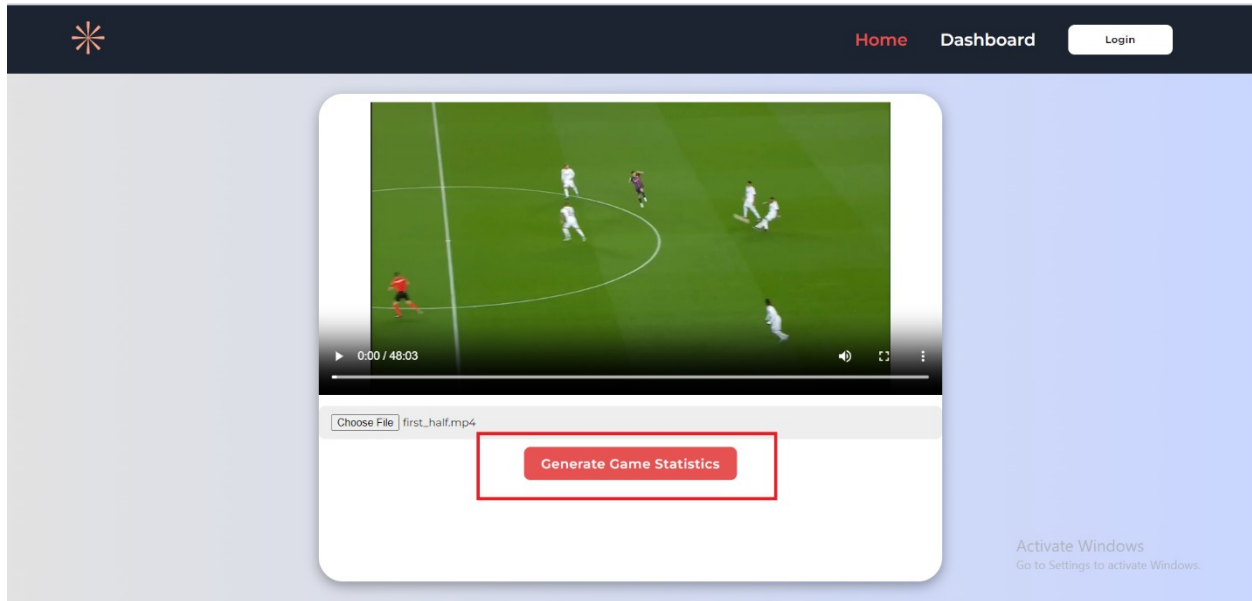 Home Dashboard Login
0:00 / 48:03
Choose File first_half.mp4
Generate Game Statistics
Activate Windows
Go to Settings to activate Windows.